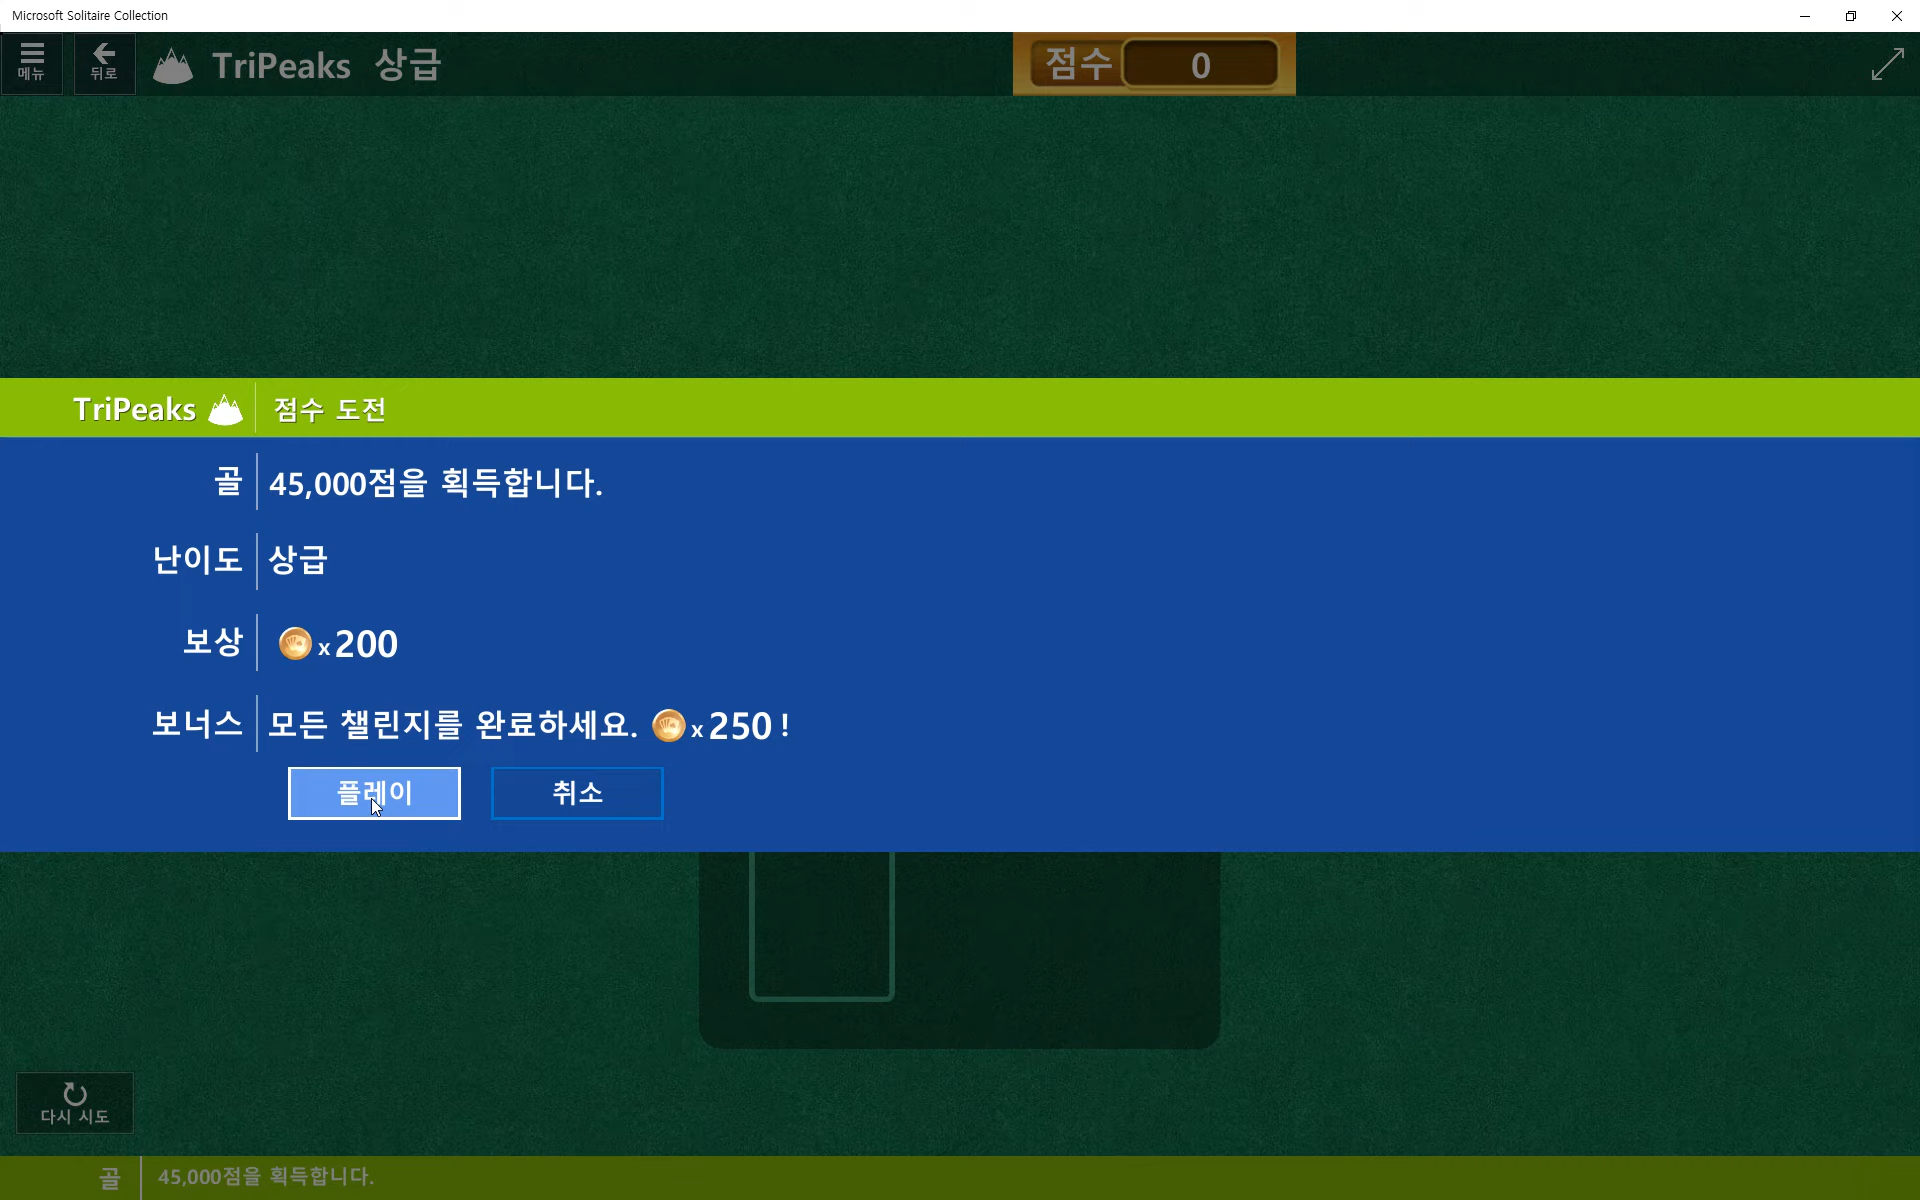 Microsoft Solitaire Collection
메뉴
뒤로
TriPeaks 상급
점수 0
TriPeaks 점수 도전
골 45,000점을 획득합니다.
난이도 상급
보상 x200
보너스 모든 챌린지를 완료하세요. x250!
플레이 취소
다시 시도
골 45,000점을 획득합니다.